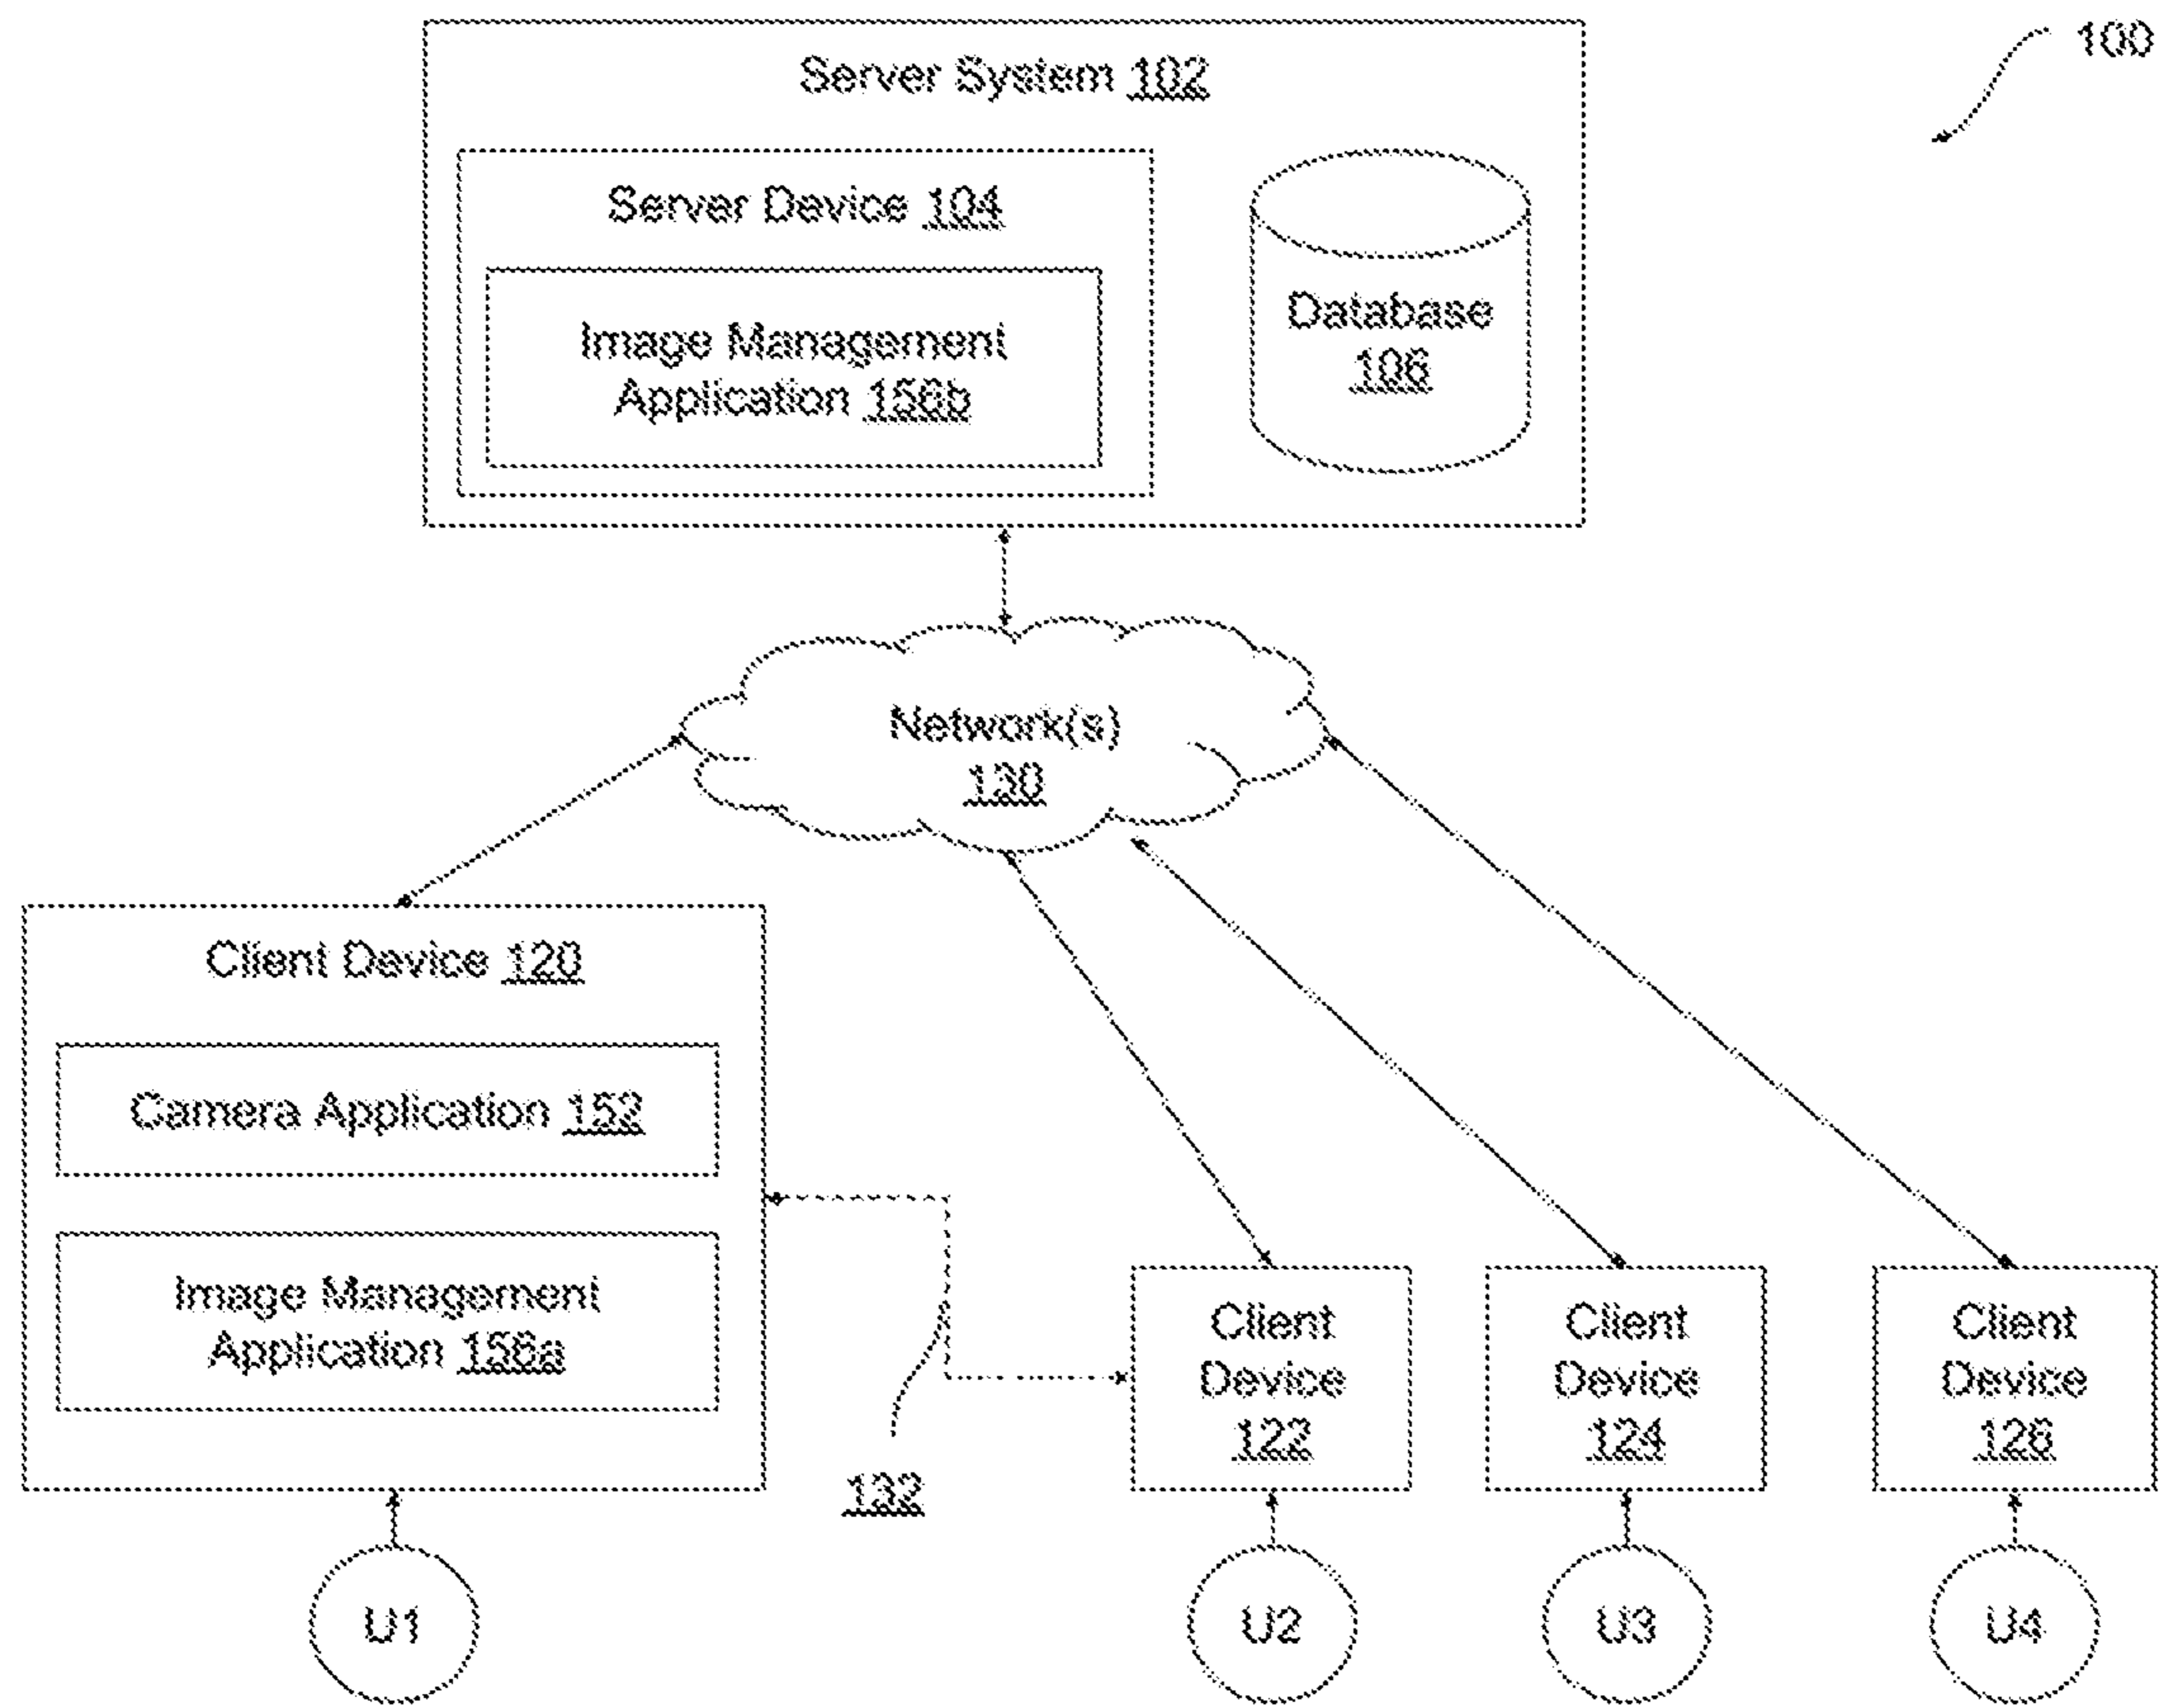 100
Server System 102
Server Device 104
Image Management
Application 156b
Database
106
Network(s)
130
Client Device 120
Camera Application 152
Image Management
Application 156a
132
Client
Device
122
Client
Device
124
Client
Device
126
U1
U2
U3
U4